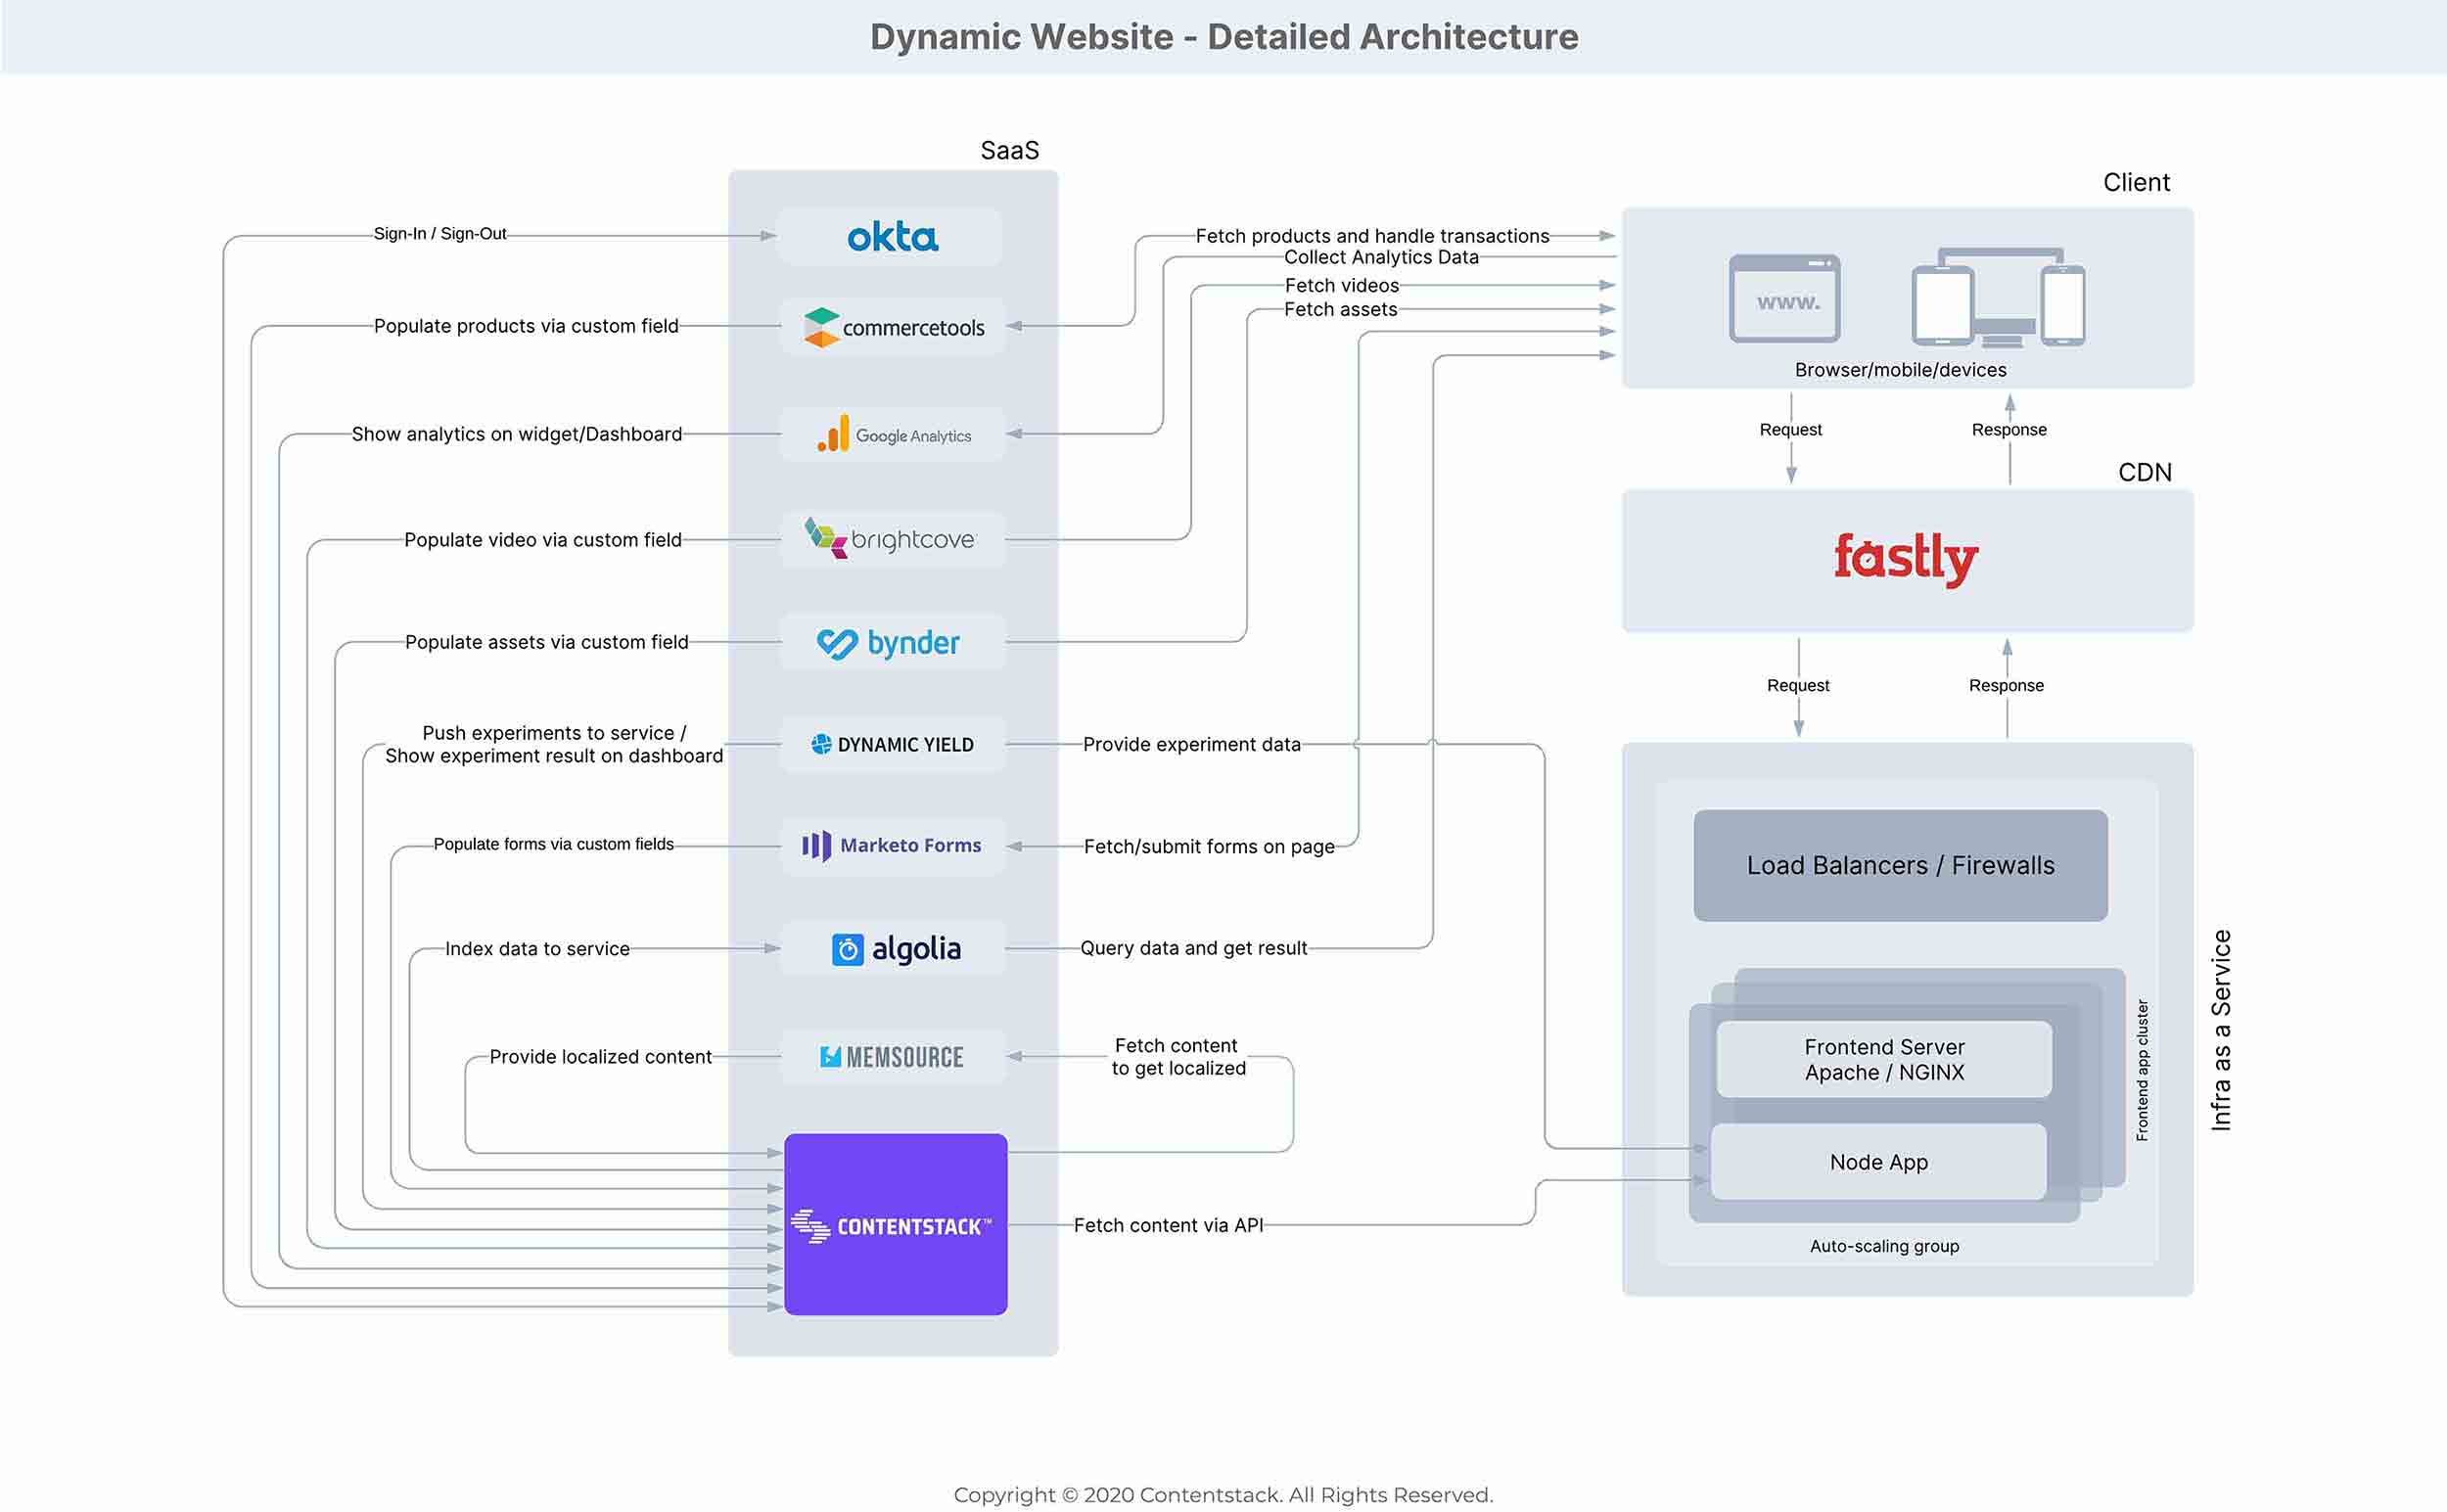 Dynamic Website - Detailed Architecture
SaaS
Client
Sign-In / Sign-Out
okta
Fetch products and handle transactions
Collect Analytics Data
Fetch videos
Fetch assets
www.
Browser/mobile/devices
Populate products via custom field
commercetools
Show analytics on widget/Dashboard
Google Analytics
Request
Response
CDN
fastly
Populate video via custom field
brightcove
Populate assets via custom field
bynder
Request
Response
Push experiments to service /
Show experiment result on dashboard
DYNAMIC YIELD
Provide experiment data
Populate forms via custom fields
Marketo Forms
Fetch/submit forms on page
Load Balancers / Firewalls
Index data to service
algolia
Query data and get result
Provide localized content
MEMSOURCE
Fetch content
to get localized
Frontend Server
Apache / NGINX
Node App
Frontend app cluster
Infra as a Service
CONTENTSTACK™
Fetch content via API
Auto-scaling group
Copyright © 2020 Contentstack. All Rights Reserved.